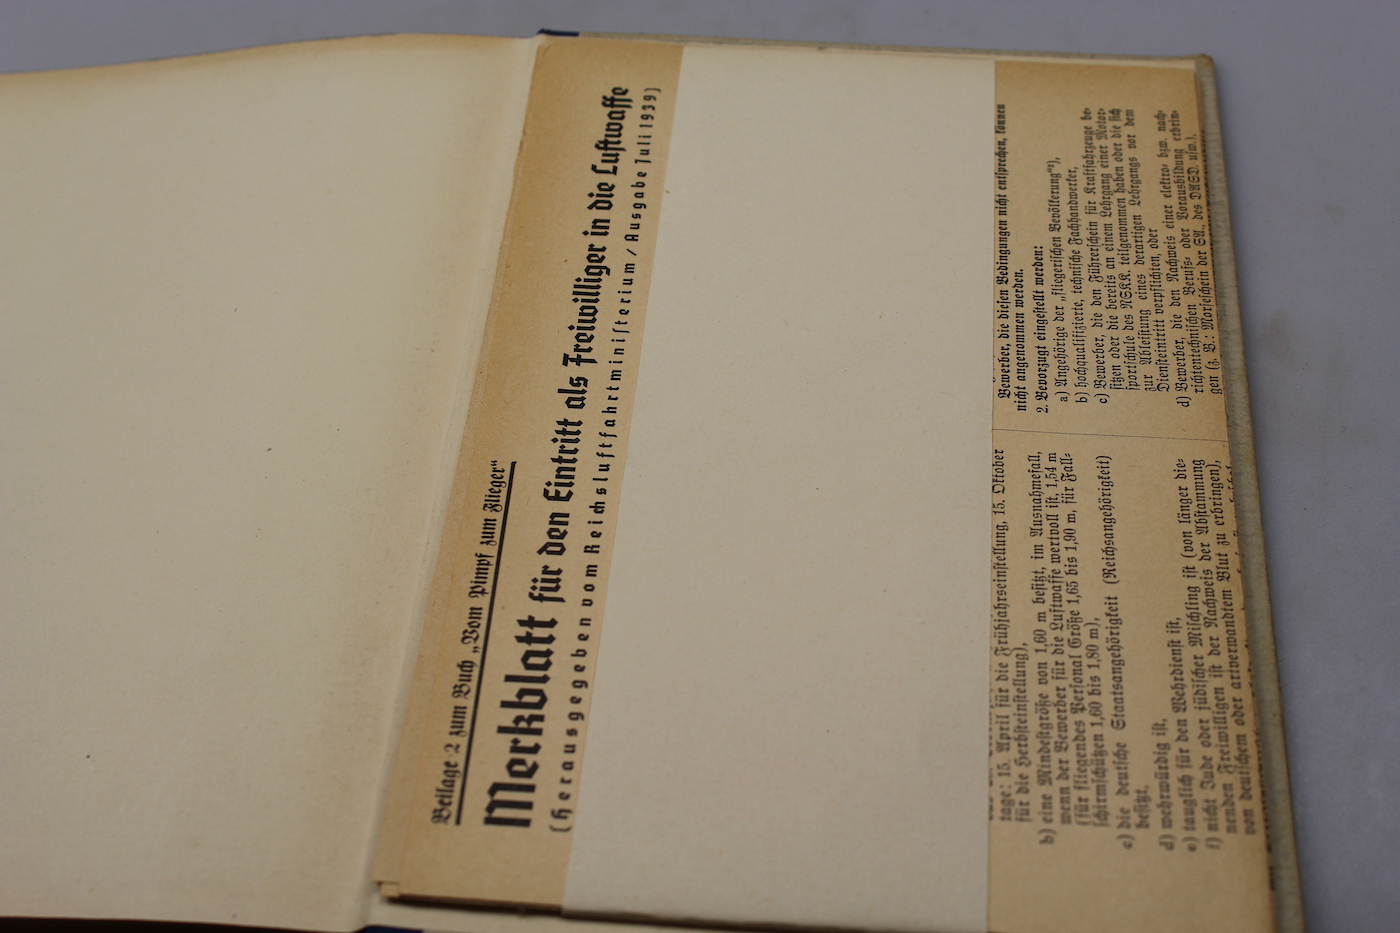 Beilage 2 zum Buch „Vom Pimpf zum Flieger“
Merkblatt für den Eintritt als Freiwilliger in die Luftwaffe
(Herausgegeben vom Reichsluftfahrtministerium / Ausgabe Juli 1939)
tage: 15. April für die Frühjahrseinstellung, 15. Oktober
für die Herbsteinstellung),
b) eine Mindestgröße von 1,60 m besitzt, im Ausnahmefall,
wenn der Bewerber für die Luftwaffe wertvoll ist, 1,54 m
(für fliegendes Personal Größe 1,65 bis 1,90 m, für Fall-
schirmschützen 1,60 bis 1,80 m),
c) die deutsche Staatsangehörigkeit (Reichsangehörigkeit)
besitzt,
d) wehrwürdig ist,
e) tauglich für den Wehrdienst ist,
f) nicht Jude oder jüdischer Mischling ist (von länger die-
nenden Freiwilligen ist der Nachweis der Abstammung
von deutschem oder artverwandtem Blut zu erbringen),
Bewerber, die diesen Bedingungen nicht entsprechen, können
nicht angenommen werden.
2. Bevorzugt eingestellt werden:
a) Angehörige der „fliegerischen Bevölkerung“),
b) hochqualifizierte, technische Fachhandwerker,
c) Bewerber, die den Führerschein für Kraftfahrzeuge be-
sitzen oder die bereits an einem Lehrgang einer Motor-
sportschule des NSKK. teilgenommen haben oder die sich
zur Ableistung eines derartigen Lehrgangs vor dem
Diensteintritt verpflichten, oder
d) Bewerber, die den Nachweis einer elektro- bzw. nach-
richtentechnischen Berufs- oder Vorausbildung erbrin-
gen (z. B.: Morseschein der SA., des DASD. usw.).